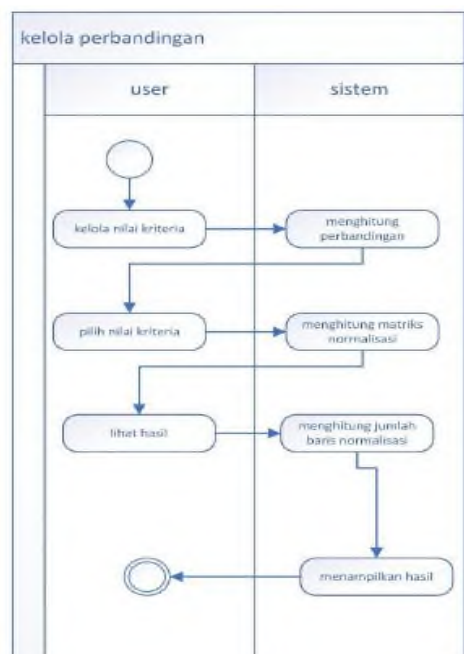 kelola perbandingan
user
sistem
kelola nilai kriteria
menghitung
perbandingan
pilih nilai kriteria
menghitung matriks
normalisasi
lihat hasil
menghitung jumlah
baris normalisasi
menampilkan hasil